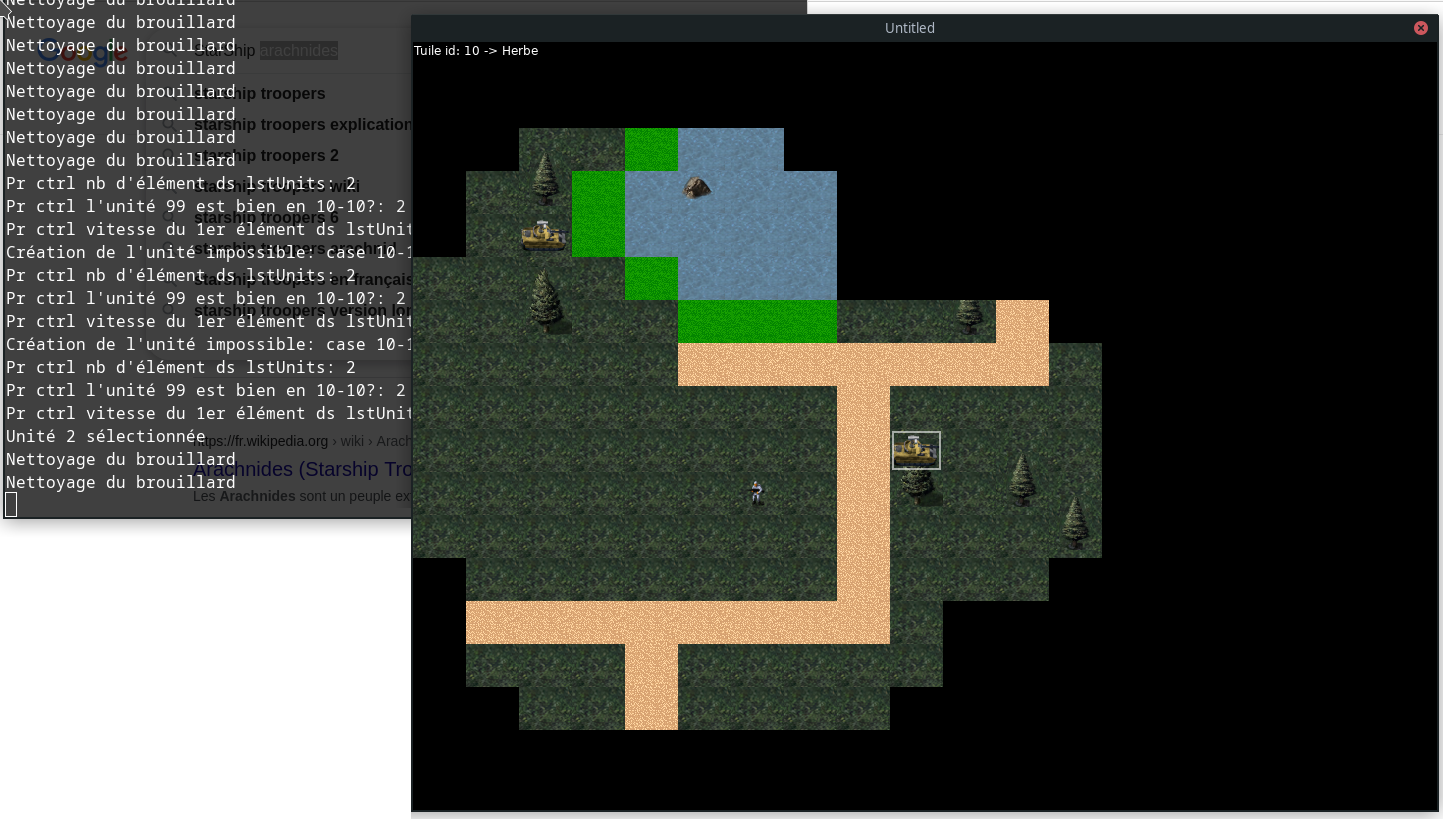 Nettoyage du brouillard
Nettoyage du brouillard
Nettoyage du brouillard
Nettoyage du brouillard
Nettoyage du brouillard
Nettoyage du brouillard
Nettoyage du brouillard
Nettoyage du brouillard
Pr ctrl nb d'élément ds lstUnits: 2
Pr ctrl l'unité 99 est bien en 10-10?: 2
Pr ctrl vitesse du 1er élément ds lstUnit
Création de l'unité impossible: case 10-1
Pr ctrl nb d'élément ds lstUnits: 2
Pr ctrl l'unité 99 est bien en 10-10?: 2
Pr ctrl vitesse du 1er élément ds lstUnit
Création de l'unité impossible: case 10-1
Pr ctrl nb d'élément ds lstUnits: 2
Pr ctrl l'unité 99 est bien en 10-10?: 2
Pr ctrl vitesse du 1er élément ds lstUnit
Unité 2 sélectionnée
Nettoyage du brouillard
Nettoyage du brouillard
Google
StarShip arachnides
starship troopers
starship troopers explication
starship troopers 2
starship troopers wiki
starship troopers 6
starship troopers arachnid
starship troopers en français
starship troopers version lon
https://fr.wikipedia.org › wiki › Arach
Arachnides (Starship Tro
Les Arachnides sont un peuple ex
Untitled
Tuile id: 10 -> Herbe